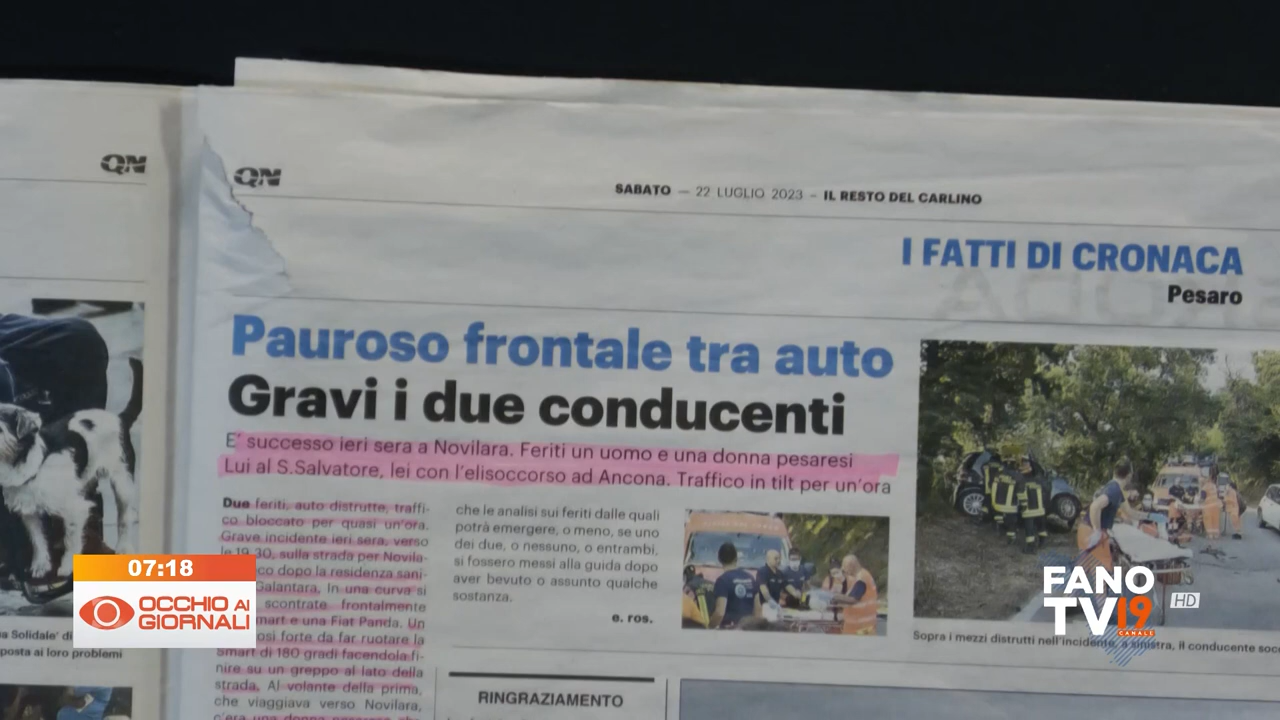 QN
QN
SABATO — 22 LUGLIO 2023 – IL RESTO DEL CARLINO
I FATTI DI CRONACA
Pesaro
Pauroso frontale tra auto
Gravi i due conducenti
E' successo ieri sera a Novilara. Feriti un uomo e una donna pesaresi
Lui al S.Salvatore, lei con l'elisoccorso ad Ancona. Traffico in tilt per un'ora
Due feriti, auto distrutte, traffi-
co bloccato per quasi un'ora.
Grave incidente ieri sera, verso
le 19.30, sulla strada per Novila-
co dopo la residenza sani-
Galantara. In una curva si
scontrate frontalmente
mart e una Fiat Panda. Un
osi forte da far ruotare la
Smart di 180 gradi facendola fi-
nire su un greppo al lato della
strada. Al volante della prima,
che viaggiava verso Novilara,
c'era una donna
che le analisi sui feriti dalle quali
potrà emergere, o meno, se uno
dei due, o nessuno, o entrambi,
si fossero messi alla guida dopo
aver bevuto o assunto qualche
sostanza.
e. ros.
RINGRAZIAMENTO
Sopra i mezzi distrutti nell'incidente, a sinistra, il conducente
a Solidale' di
posta ai loro problemi
07:18
OCCHIO AI
GIORNALI
FANO
TV19
CANALE
HD